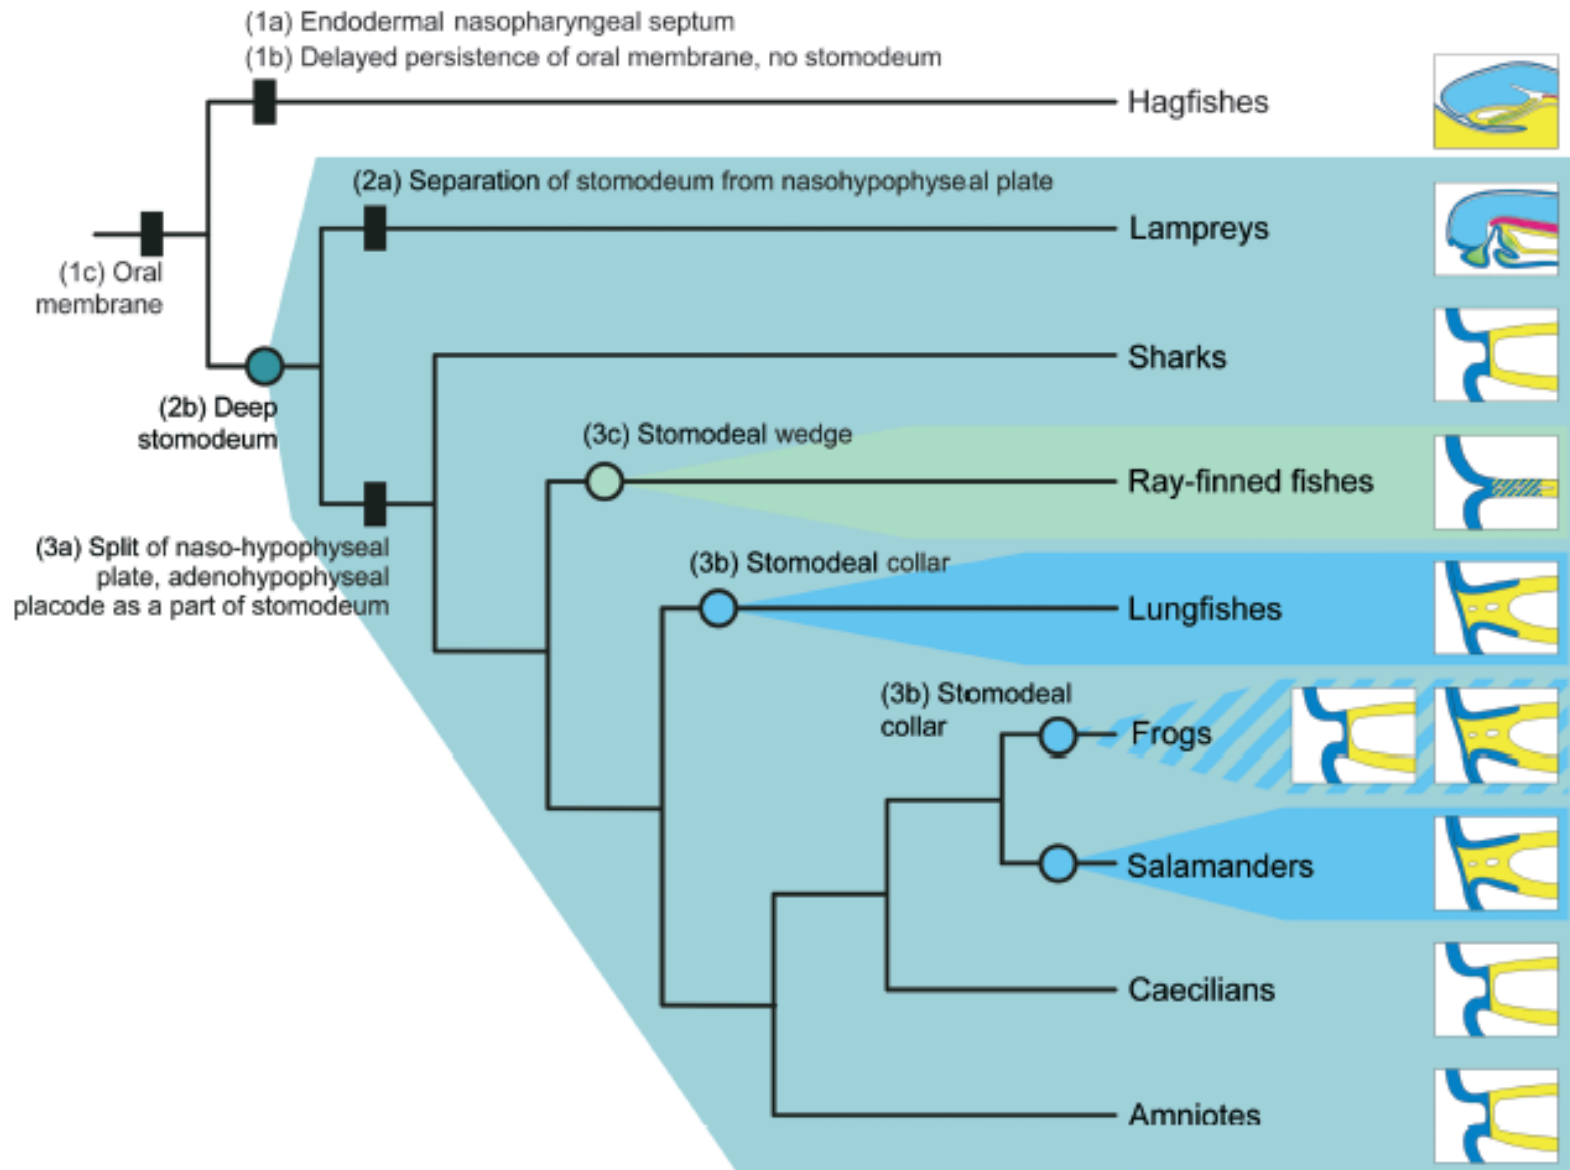 (1a) Endodermal nasopharyngeal septum
(1b) Delayed persistence of oral membrane, no stomodeum
Hagfishes
(2a) Separation of stomodeum from nasohypophyseal plate
Lampreys
(1c) Oral
membrane
Sharks
(2b) Deep
stomodeum
(3c) Stomodeal wedge
Ray-finned fishes
(3a) Split of naso-hypophyseal
plate, adenohypophyseal
placode as a part of stomodeum
(3b) Stomodeal collar
Lungfishes
(3b) Stomodeal
collar
Frogs
Salamanders
Caecilians
Amniotes